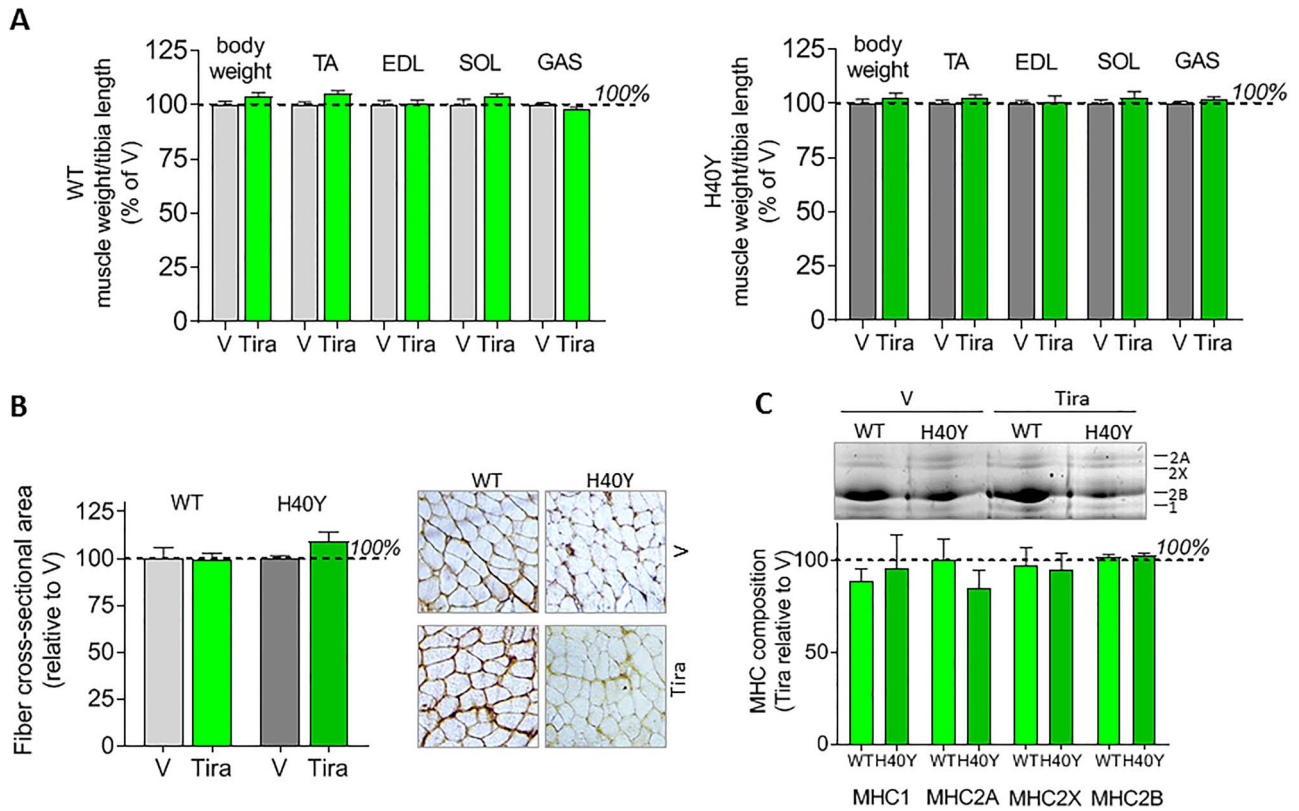 A
WT
muscle weight/tibia length
(% of V)
125
100
75
50
25
0
body
weight
TA
EDL
SOL
GAS
100%
V Tira
V Tira
V Tira
V Tira
V Tira
H40Y
muscle weight/tibia length
(% of V)
125
100
75
50
25
0
body
weight
TA
EDL
SOL
GAS
100%
V Tira
V Tira
V Tira
V Tira
V Tira
B
Fiber cross-sectional area
(relative to V)
125
100
75
50
25
0
WT
H40Y
100%
V Tira
V Tira
WT
H40Y
V
Tira
C
V
Tira
WT
H40Y
WT
H40Y
2A
2X
2B
1
MHC composition
(Tira relative to V)
100
50
0
100%
WT H40Y
WT H40Y
WT H40Y
WT H40Y
MHC1
MHC2A
MHC2X
MHC2B